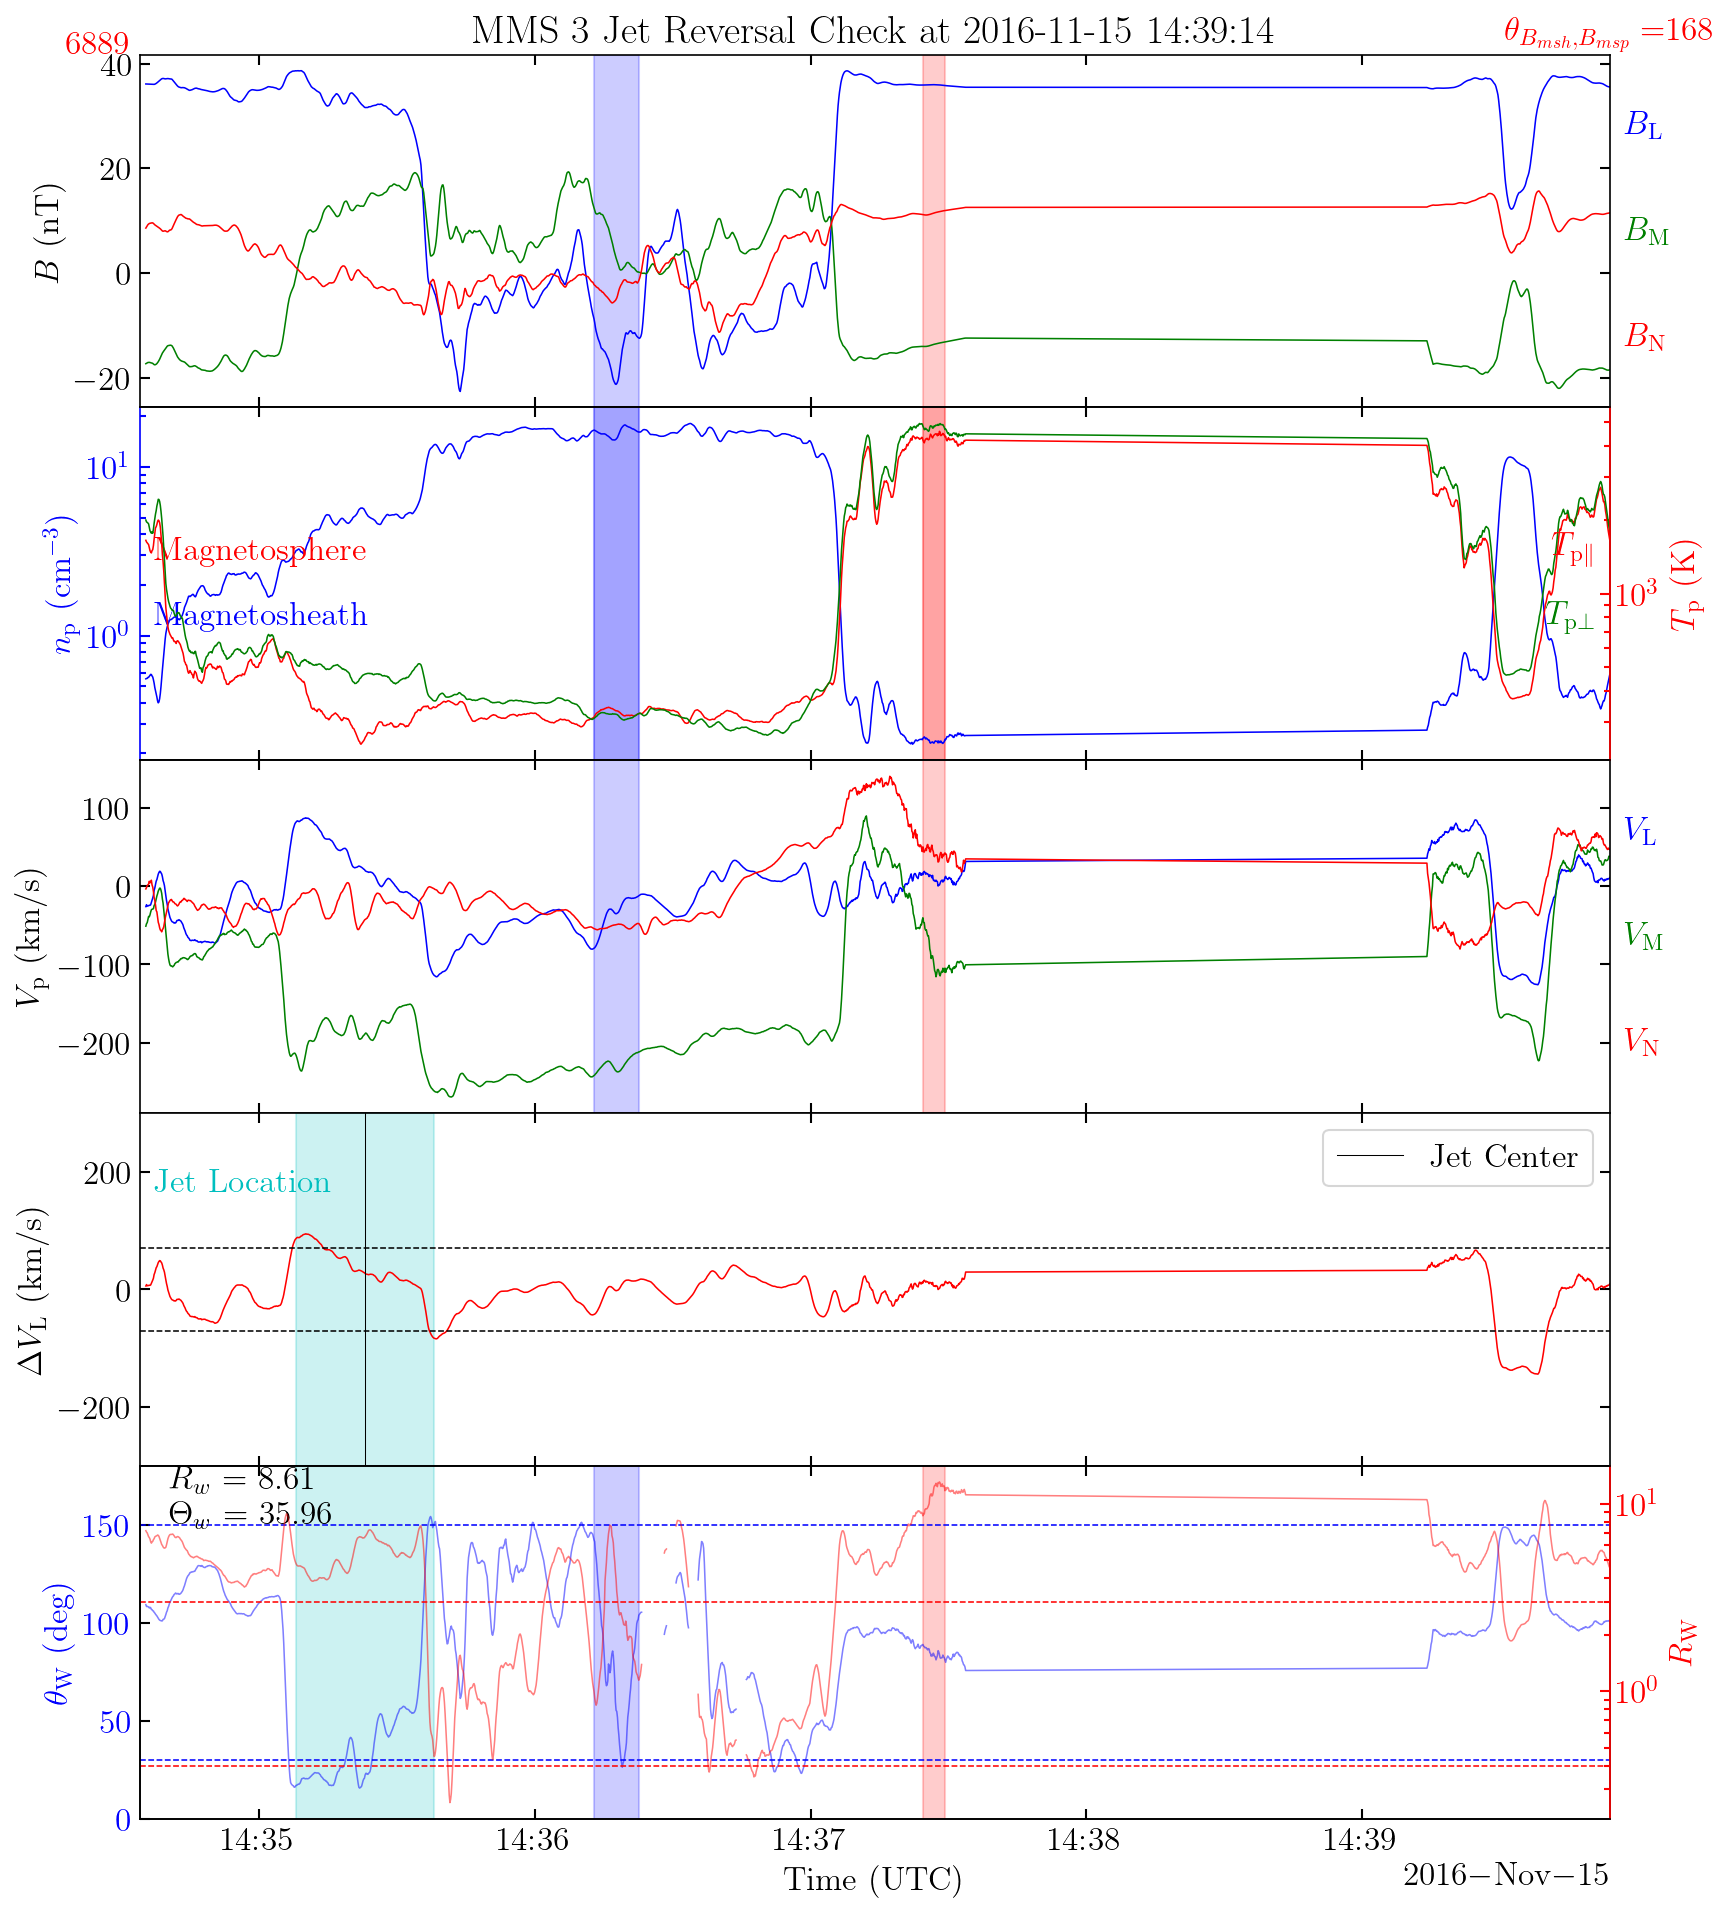 MMS 3 Jet Reversal Check at 2016-11-15 14:39:14
6889
θ_{B_{msh},B_{msp}} =168
40
20
0
−20
B (nT)
B_L
B_M
B_N
10^1
10^0
n_p (cm^{−3})
Magnetosphere
Magnetosheath
T_{p∥}
T_{p⊥}
10^3
T_p (K)
100
0
−100
−200
V_p (km/s)
V_L
V_M
V_N
200
0
−200
ΔV_L (km/s)
Jet Location
Jet Center
R_w = 8.61
Θ_w = 35.96
150
100
50
0
θ_W (deg)
10^1
10^0
R_W
14:35
14:36
14:37
14:38
14:39
Time (UTC)
2016−Nov−15